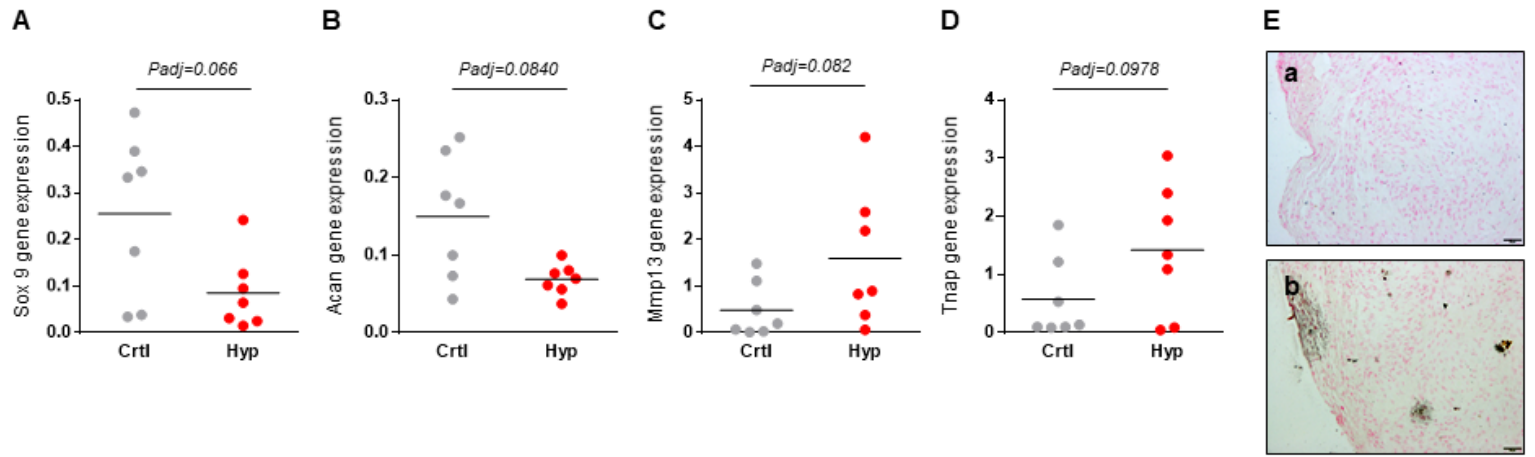 A
B
C
D
E
Padj=0.066
Padj=0.0840
Padj=0.082
Padj=0.0978
Sox 9 gene expression
0.5
0.4
0.3
0.2
0.1
0.0
Crtl
Hyp
Acan gene expression
0.3
0.2
0.1
0.0
Crtl
Hyp
Mmp13 gene expression
5
4
3
2
1
0
Crtl
Hyp
Tnap gene expression
4
3
2
1
0
Crtl
Hyp
a
b